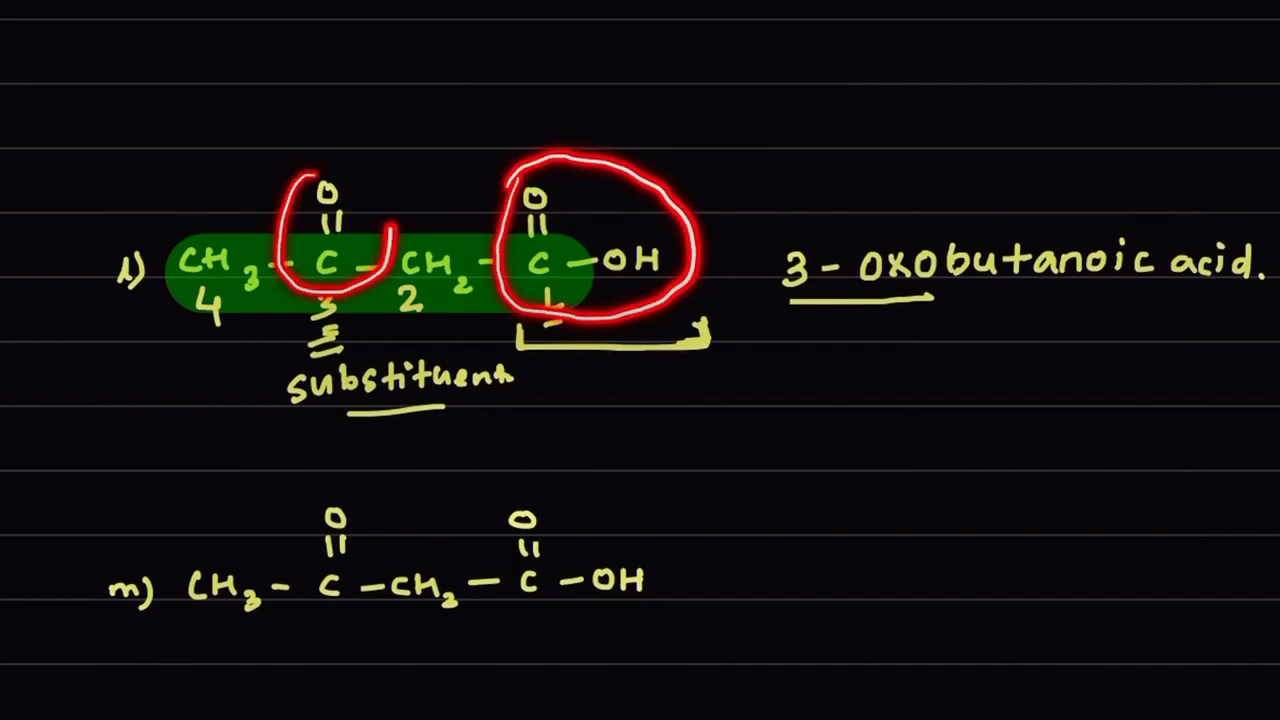 O O
|| ||
l) CH3 - C - CH2 - C - OH 3 - oxobutanoic acid.
4 3 2 1
substituent
O O
|| ||
m) CH3 - C - CH2 - C - OH